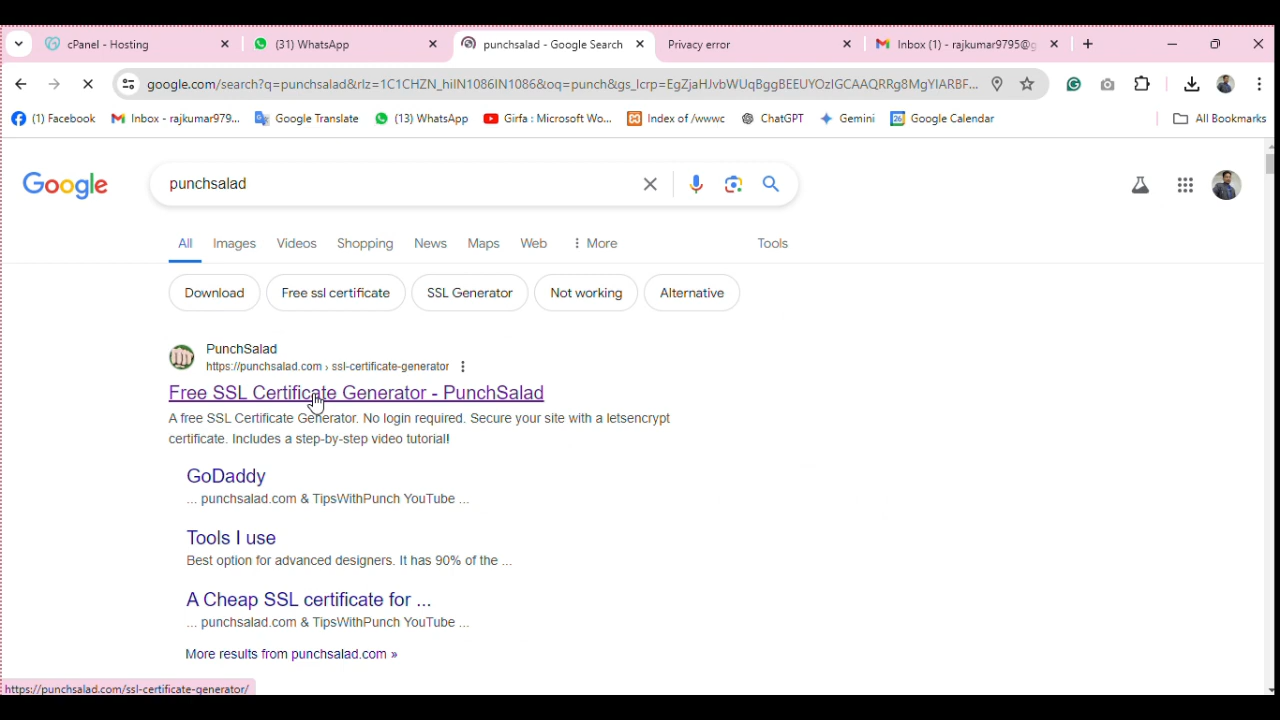 cPanel - Hosting
(31) WhatsApp
punchsalad - Google Search
Privacy error
Inbox (1) - rajkumar9795@g
google.com/search?q=punchsalad&rlz=1C1CHZN_hiIN1086IN1086&oq=punch&gs_lcrp=EgZjaHJvbWUqBggBEEUYOzIGCAAQRRg8MgYIARBF...
(1) Facebook
Inbox - rajkumar979...
Google Translate
(13) WhatsApp
Girfa : Microsoft Wo...
Index of /wwwc
ChatGPT
Gemini
26 Google Calendar
All Bookmarks
Google
punchsalad
All
Images
Videos
Shopping
News
Maps
Web
More
Tools
Download
Free ssl certificate
SSL Generator
Not working
Alternative
PunchSalad
https://punchsalad.com › ssl-certificate-generator
Free SSL Certificate Generator - PunchSalad
A free SSL Certificate Generator. No login required. Secure your site with a letsencrypt
certificate. Includes a step-by-step video tutorial!
GoDaddy
... punchsalad.com & TipsWithPunch YouTube ...
Tools I use
Best option for advanced designers. It has 90% of the ...
A Cheap SSL certificate for ...
... punchsalad.com & TipsWithPunch YouTube ...
More results from punchsalad.com »
https://punchsalad.com/ssl-certificate-generator/